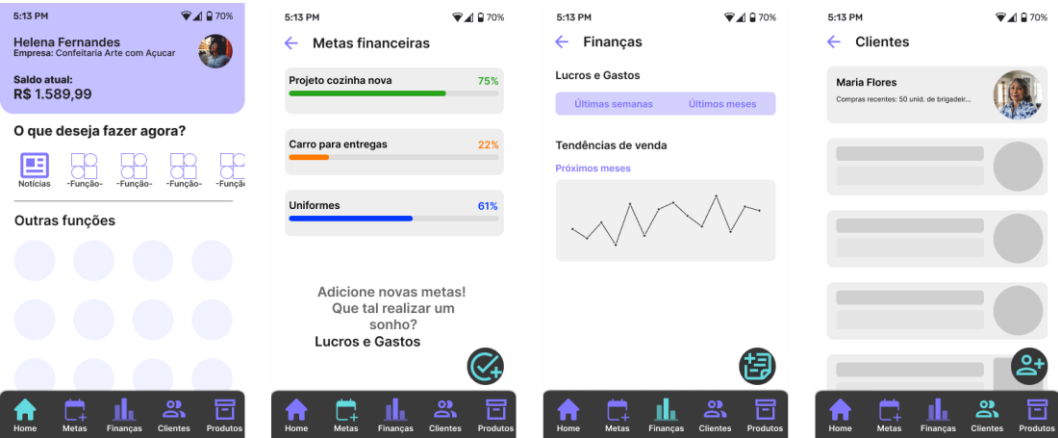 5:13 PM
70%
Helena Fernandes
Empresa: Confeitaria Arte com Açucar
Saldo atual:
R$ 1.589,99
O que deseja fazer agora?
Notícias
-Função-
-Função-
-Função-
-Função
Outras funções
Home
Metas
Finanças
Clientes
Produtos
5:13 PM
70%
Metas financeiras
Projeto cozinha nova
75%
Carro para entregas
22%
Uniformes
61%
Adicione novas metas!
Que tal realizar um
sonho?
Lucros e Gastos
Home
Metas
Finanças
Clientes
Produtos
5:13 PM
70%
Finanças
Lucros e Gastos
Últimas semanas
Últimos meses
Tendências de venda
Próximos meses
Home
Metas
Finanças
Clientes
Produtos
5:13 PM
70%
Clientes
Maria Flores
Compras recentes: 50 unid. de brigadeir...
Home
Metas
Finanças
Clientes
Produtos